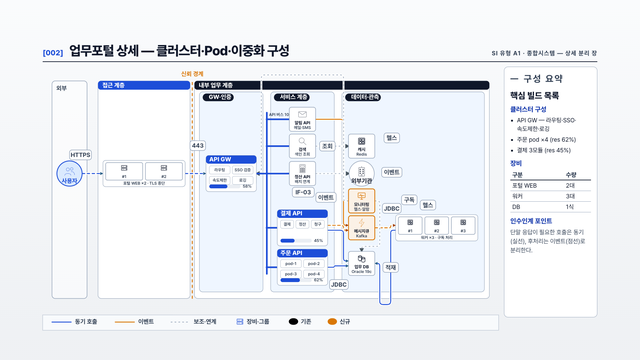 [002] 업무포털 상세 — 클러스터·Pod·이중화 구성
SI 유형 A1 · 종합시스템 — 상세 분리 장
신뢰 경계
외부
접근 계층
내부 업무 계층
GW·인증
서비스 계층
데이터·관측
HTTPS
사용자
#1
#2
포털 WEB ×2 · TLS 종단
443
API GW
라우팅
SSO 검증
속도제한
58%
알림 API
메일·SMS
검색
색인 조회
정산 API
IF-03
이벤트
조회
결제 API
결제
정산
청구
45%
주문 API
pod-1
pod-2
pod-3
pod-4
62%
JDBC
캐시
Redis
헬스
외부기관
이벤트
모니터링
메시지큐
Kafka
JDBC
구독
헬스
#1
#2
#3
워커 ×3 · 구독 처리
업무 DB
Oracle 19c
적재
동기 호출
이벤트
보조·연계
장비·그룹
기존
신규
— 구성 요약
핵심 빌드 목록
클러스터 구성
• API GW — 라우팅·SSO·
속도제한·로깅
• 주문 pod ×4 (res 62%)
• 결제 3모듈 (res 45%)
장비
구분 수량
포털 WEB 2대
워커 3대
DB 1식
인수인계 포인트
단말 응답이 필요한 호출은 동기
(실선), 후처리는 이벤트(점선)로
분리한다.